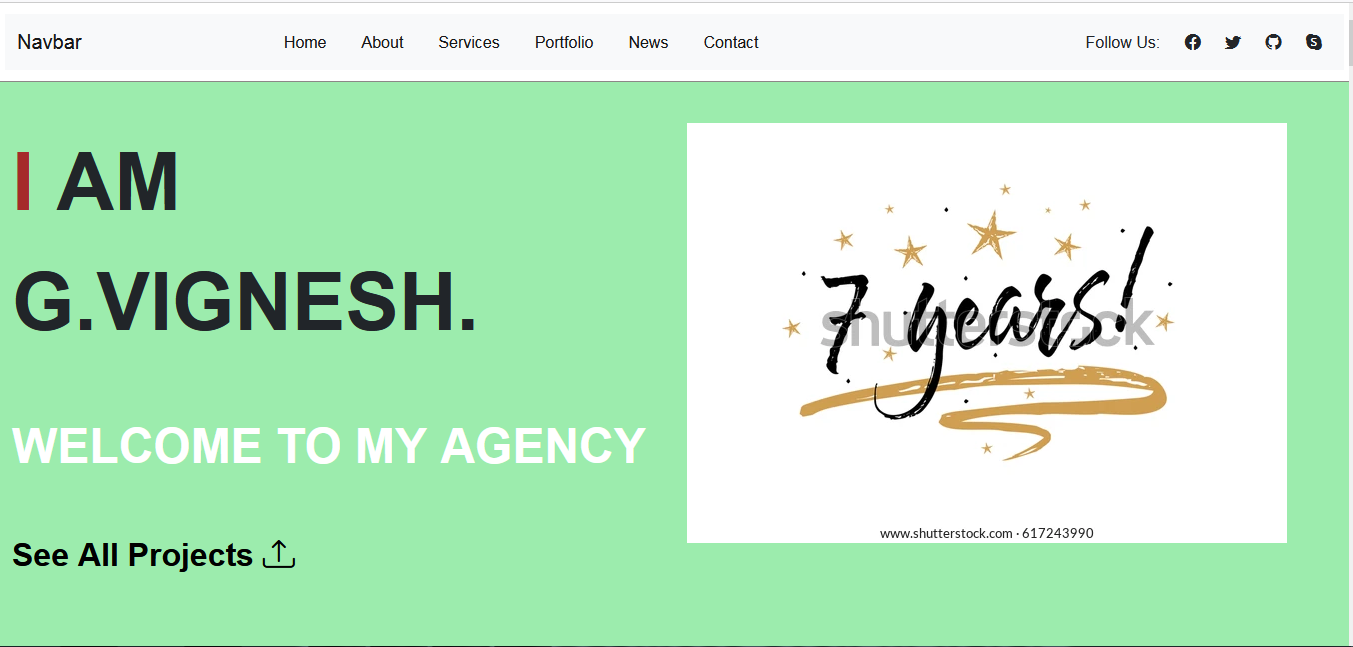 Navbar Home About Services Portfolio News Contact Follow Us:
I AM
G.VIGNESH.
WELCOME TO MY AGENCY
See All Projects
7 years!
shutterstock
www.shutterstock.com · 617243990